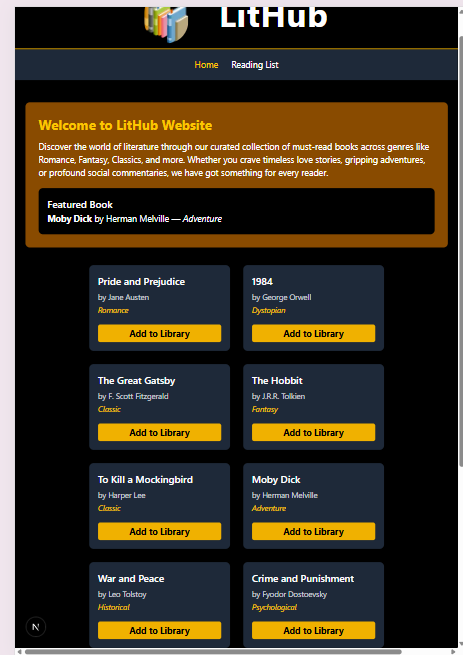 LitHub
Home Reading List
Welcome to LitHub Website
Discover the world of literature through our curated collection of must-read books across genres like
Romance, Fantasy, Classics, and more. Whether you crave timeless love stories, gripping adventures,
or profound social commentaries, we have got something for every reader.
Featured Book
Moby Dick by Herman Melville — Adventure
Pride and Prejudice
by Jane Austen
Romance
Add to Library
1984
by George Orwell
Dystopian
Add to Library
The Great Gatsby
by F. Scott Fitzgerald
Classic
Add to Library
The Hobbit
by J.R.R. Tolkien
Fantasy
Add to Library
To Kill a Mockingbird
by Harper Lee
Classic
Add to Library
Moby Dick
by Herman Melville
Adventure
Add to Library
War and Peace
by Leo Tolstoy
Historical
Add to Library
Crime and Punishment
by Fyodor Dostoevsky
Psychological
Add to Library
N